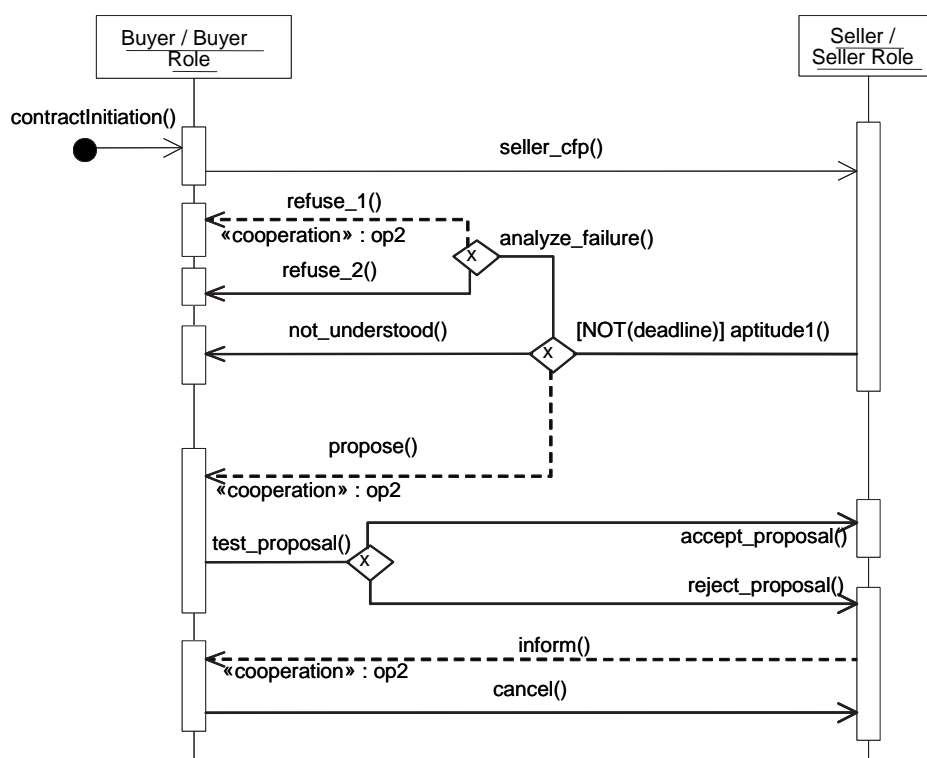 Buyer / Buyer
Role
Seller /
Seller Role
contractInitiation()
seller_cfp()
refuse_1()
«cooperation» : op2
x
analyze_failure()
refuse_2()
not_understood()
x
[NOT(deadline)] aptitude1()
propose()
«cooperation» : op2
test_proposal()
x
accept_proposal()
reject_proposal()
inform()
«cooperation» : op2
cancel()